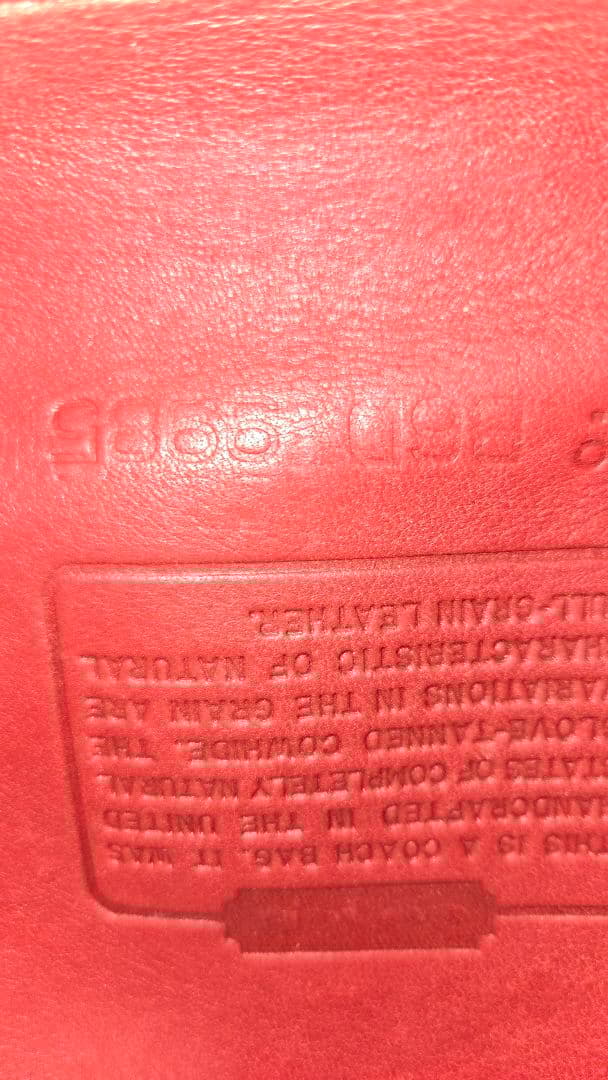 THIS IS A COACH BAG. IT WAS
HANDCRAFTED IN THE UNITED
STATES OF COMPLETELY NATURAL
LOVE-TANNED COWHIDE. THE
ARIATIONS IN THE GRAIN ARE
HARACTERISTIC OF NATURAL
ULL-GRAIN LEATHER.